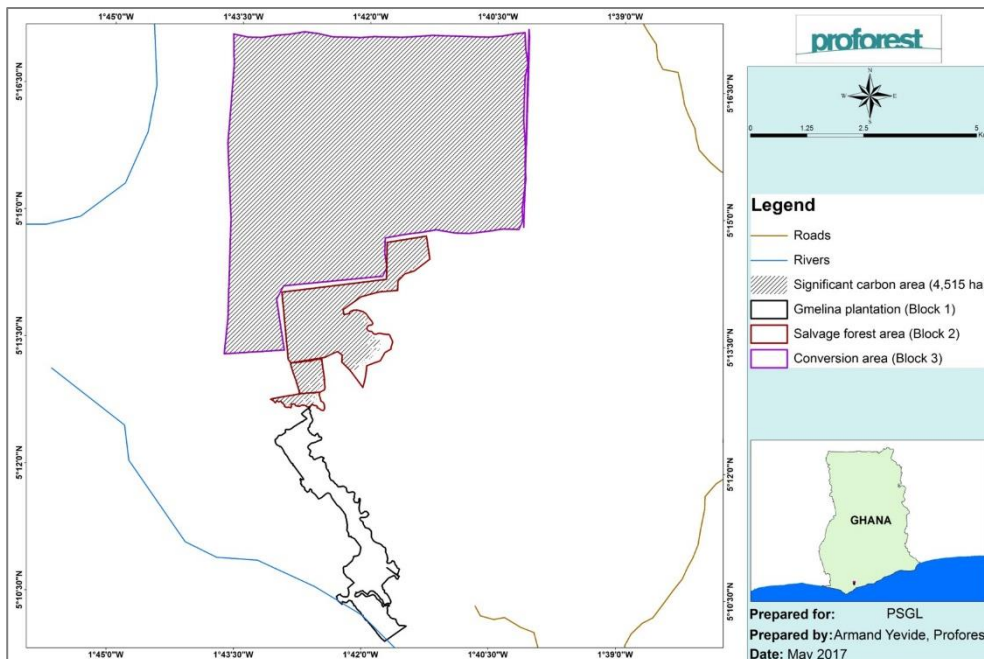 1°45'0"W 1°43'30"W 1°42'0"W 1°40'30"W 1°39'0"W
5°16'30"N 5°16'30"N
5°15'0"N 5°15'0"N
5°13'30"N 5°13'30"N
5°12'0"N 5°12'0"N
5°10'30"N 5°10'30"N
1°45'0"W 1°43'30"W 1°42'0"W 1°40'30"W 1°39'0"W
proforest
N
W E
S
0 1.25 2.5 5
Legend
Roads
Rivers
Significant carbon area (4,515 ha
Gmelina plantation (Block 1)
Salvage forest area (Block 2)
Conversion area (Block 3)
GHANA
Prepared for: PSGL
Prepared by:Armand Yevide, Profores
Date: May 2017